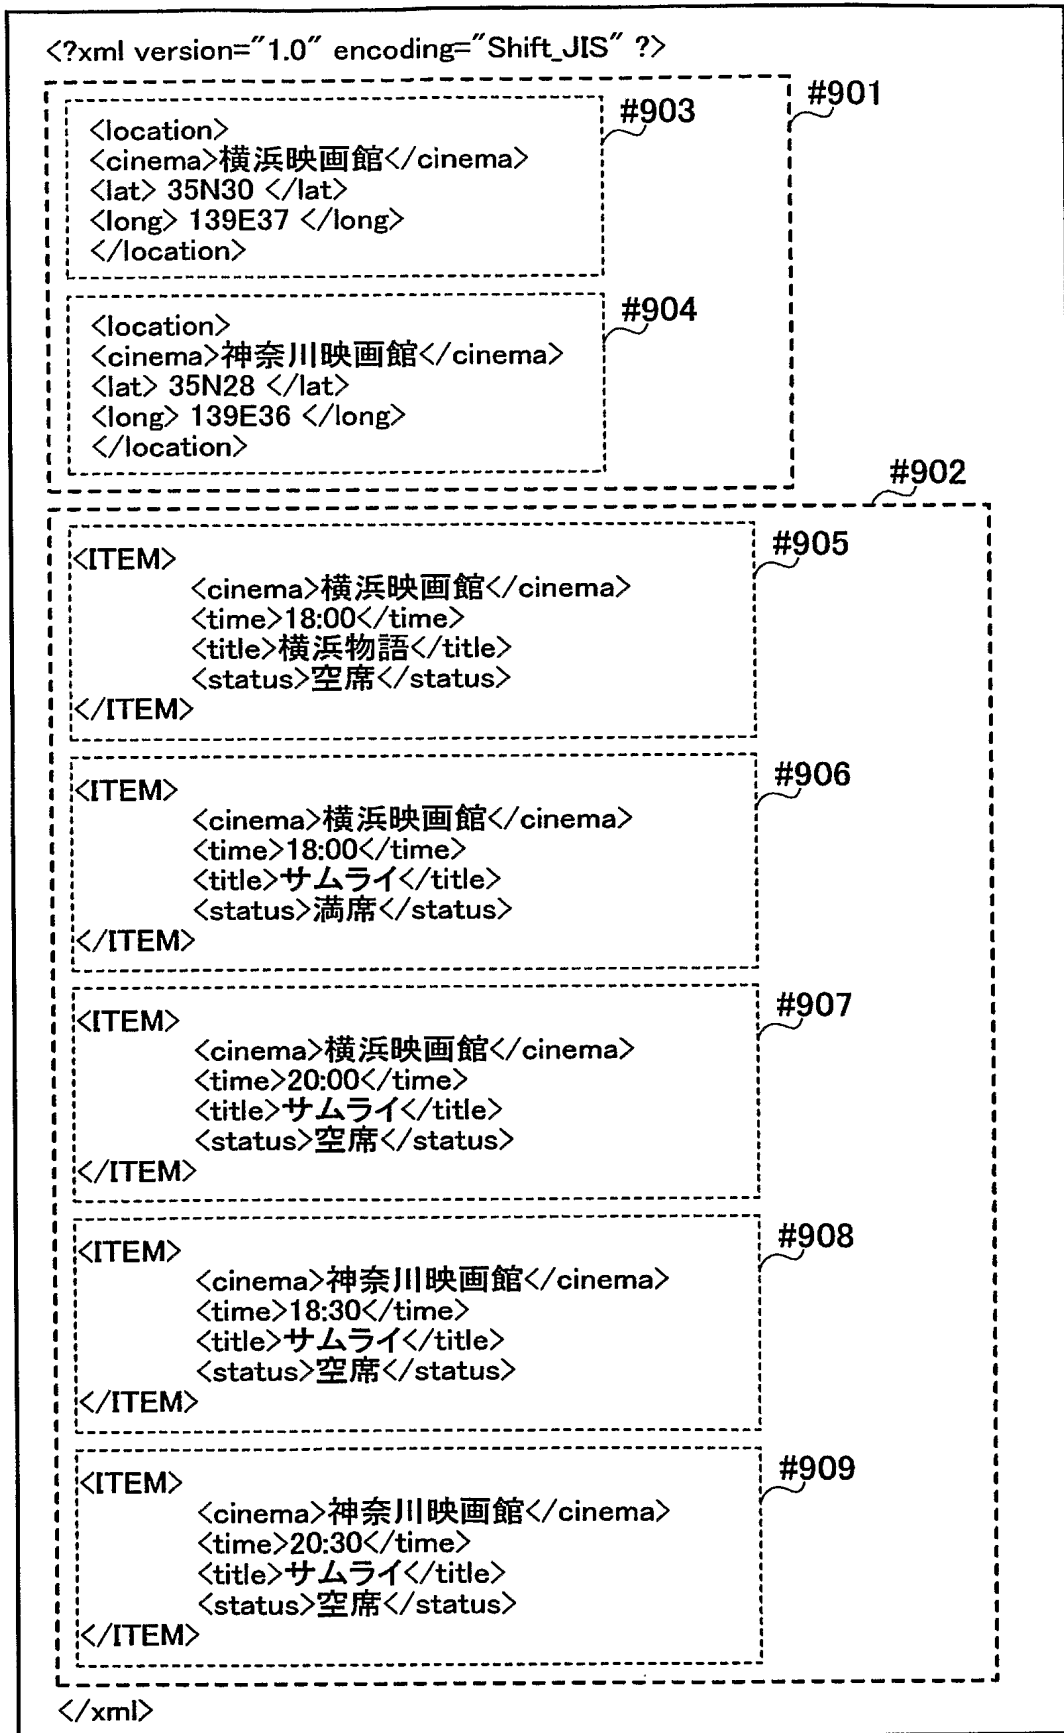 <?xml version="1.0" encoding="Shift_JIS" ?>
#901
#903
<location>
<cinema>横浜映画館</cinema>
<lat> 35N30 </lat>
<long> 139E37 </long>
</location>
#904
<location>
<cinema>神奈川映画館</cinema>
<lat> 35N28 </lat>
<long> 139E36 </long>
</location>
#902
#905
<ITEM>
<cinema>横浜映画館</cinema>
<time>18:00</time>
<title>横浜物語</title>
<status>空席</status>
</ITEM>
#906
<ITEM>
<cinema>横浜映画館</cinema>
<time>18:00</time>
<title>サムライ</title>
<status>満席</status>
</ITEM>
#907
<ITEM>
<cinema>横浜映画館</cinema>
<time>20:00</time>
<title>サムライ</title>
<status>空席</status>
</ITEM>
#908
<ITEM>
<cinema>神奈川映画館</cinema>
<time>18:30</time>
<title>サムライ</title>
<status>空席</status>
</ITEM>
#909
<ITEM>
<cinema>神奈川映画館</cinema>
<time>20:30</time>
<title>サムライ</title>
<status>空席</status>
</ITEM>
</xml>